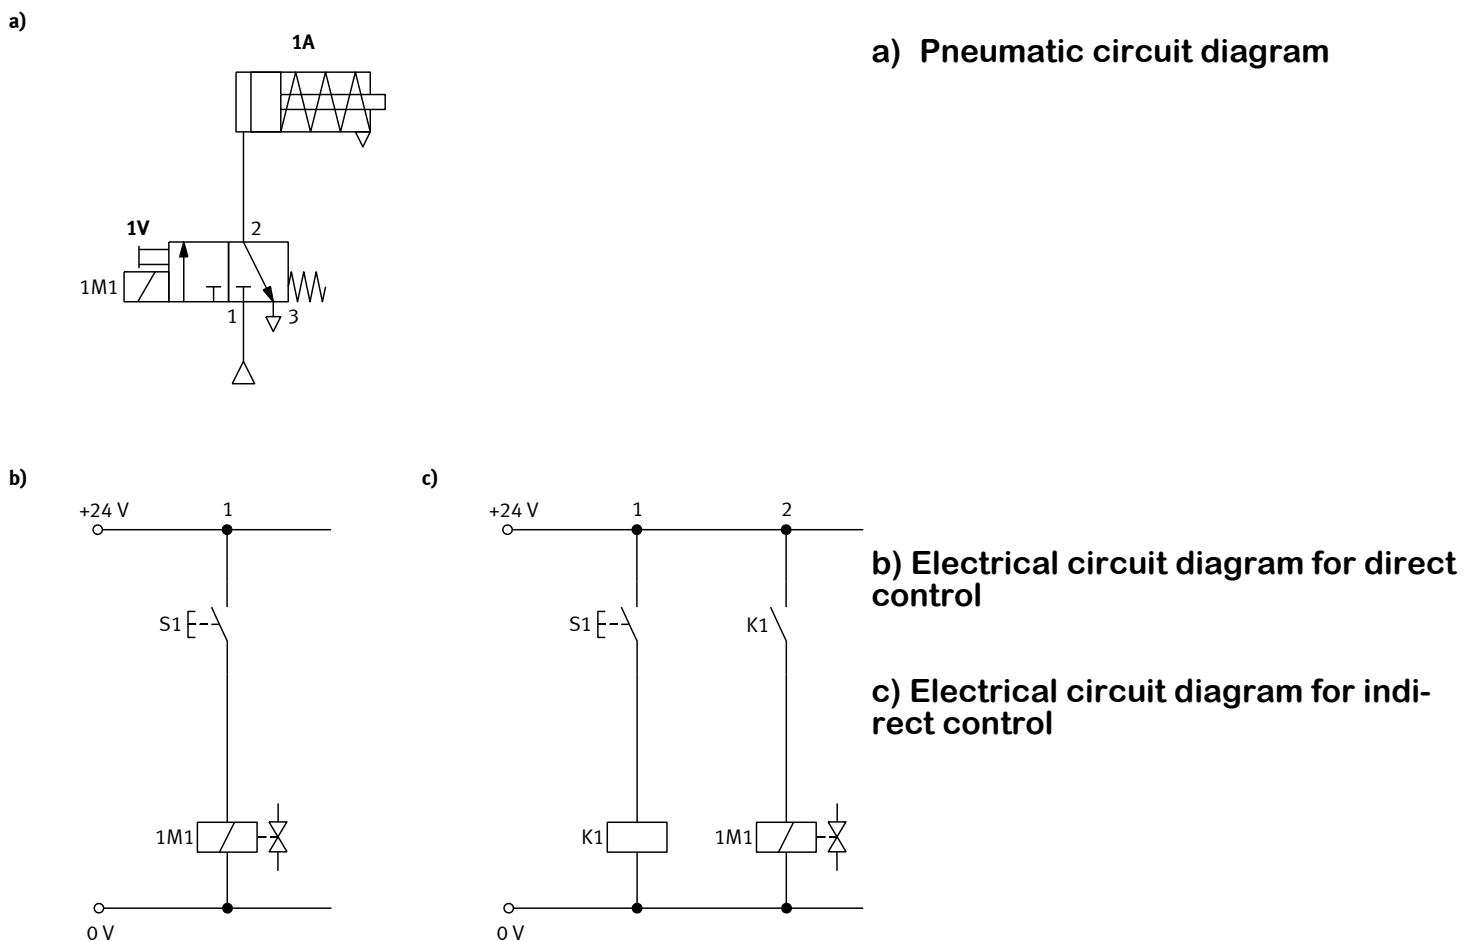 a)
1A
a) Pneumatic circuit diagram
1V
2
1M1
1
3
b)
c)
+24 V
1
+24 V
1
2
b) Electrical circuit diagram for direct
control
S1
S1
K1
c) Electrical circuit diagram for indi-
rect control
1M1
K1
1M1
0 V
0 V